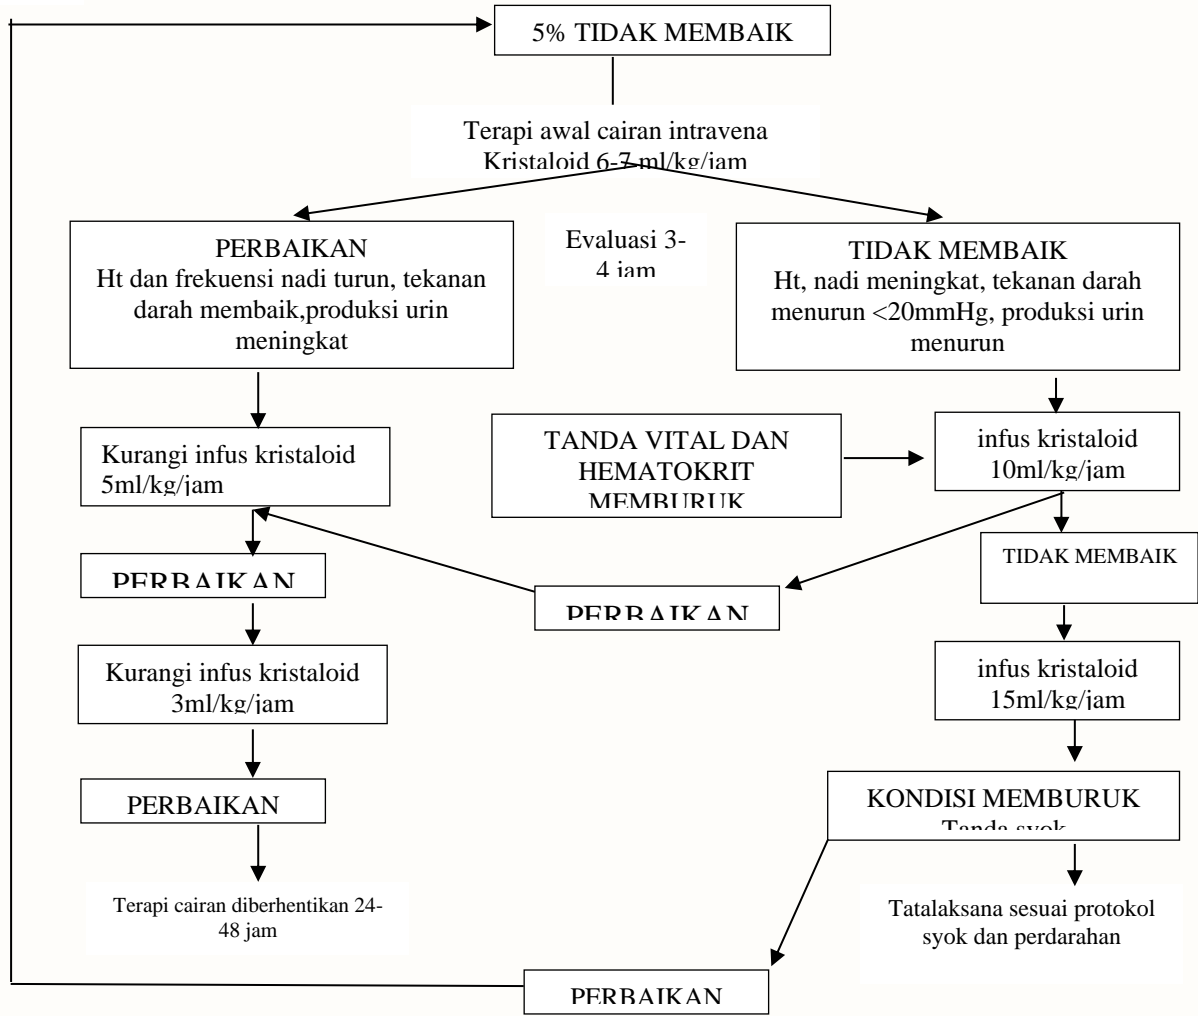 5% TIDAK MEMBAIK
Terapi awal cairan intravena
Kristaloid 6-7 ml/kg/jam
PERBAIKAN
Ht dan frekuensi nadi turun, tekanan
darah membaik,produksi urin
meningkat
Evaluasi 3-
4 jam
TIDAK MEMBAIK
Ht, nadi meningkat, tekanan darah
menurun <20mmHg, produksi urin
menurun
Kurangi infus kristaloid
5ml/kg/jam
TANDA VITAL DAN
HEMATOKRIT
MEMBURUK
infus kristaloid
10ml/kg/jam
PERBAIKAN
PERBAIKAN
TIDAK MEMBAIK
Kurangi infus kristaloid
3ml/kg/jam
infus kristaloid
15ml/kg/jam
PERBAIKAN
KONDISI MEMBURUK
Tanda syok
Terapi cairan diberhentikan 24-
48 jam
Tatalaksana sesuai protokol
syok dan perdarahan
PERBAIKAN